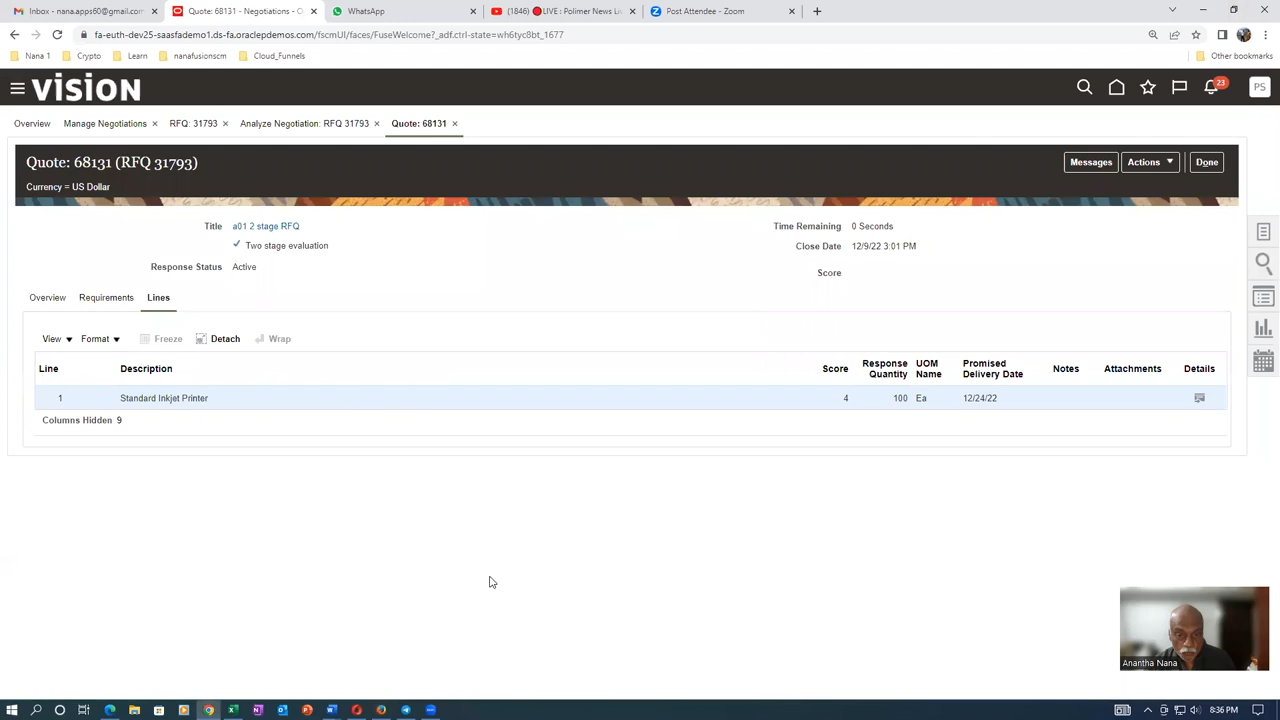 Inbox - nana.apps60@gmail.com
Quote: 68131 - Negotiations - O
WhatsApp
(1846) 🔴LIVE : Polimer News Liv
Post Attendee - Zoom
fa-euth-dev25-saasfademo1.ds-fa.oraclepdemos.com/fscmUI/faces/FuseWelcome?_adf.ctrl-state=wh6tyc8bt_1677
Nana 1
Crypto
Learn
nanafusionscm
Cloud_Funnels
Other bookmarks
VISION
23
PS
Overview
Manage Negotiations
RFQ: 31793
Analyze Negotiation: RFQ 31793
Quote: 68131
Quote: 68131 (RFQ 31793)
Messages
Actions
Done
Currency = US Dollar
Title a01 2 stage RFQ
Two stage evaluation
Response Status Active
Time Remaining 0 Seconds
Close Date 12/9/22 3:01 PM
Score
Overview
Requirements
Lines
View
Format
Freeze
Detach
Wrap
Line Description Score Response Quantity UOM Name Promised Delivery Date Notes Attachments Details
1 Standard Inkjet Printer 4 100 Ea 12/24/22
Columns Hidden 9
Anantha Nana
8:36 PM